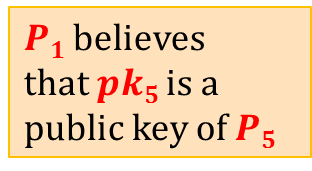 P₁ believes
that pk₅ is a
public key of P₅